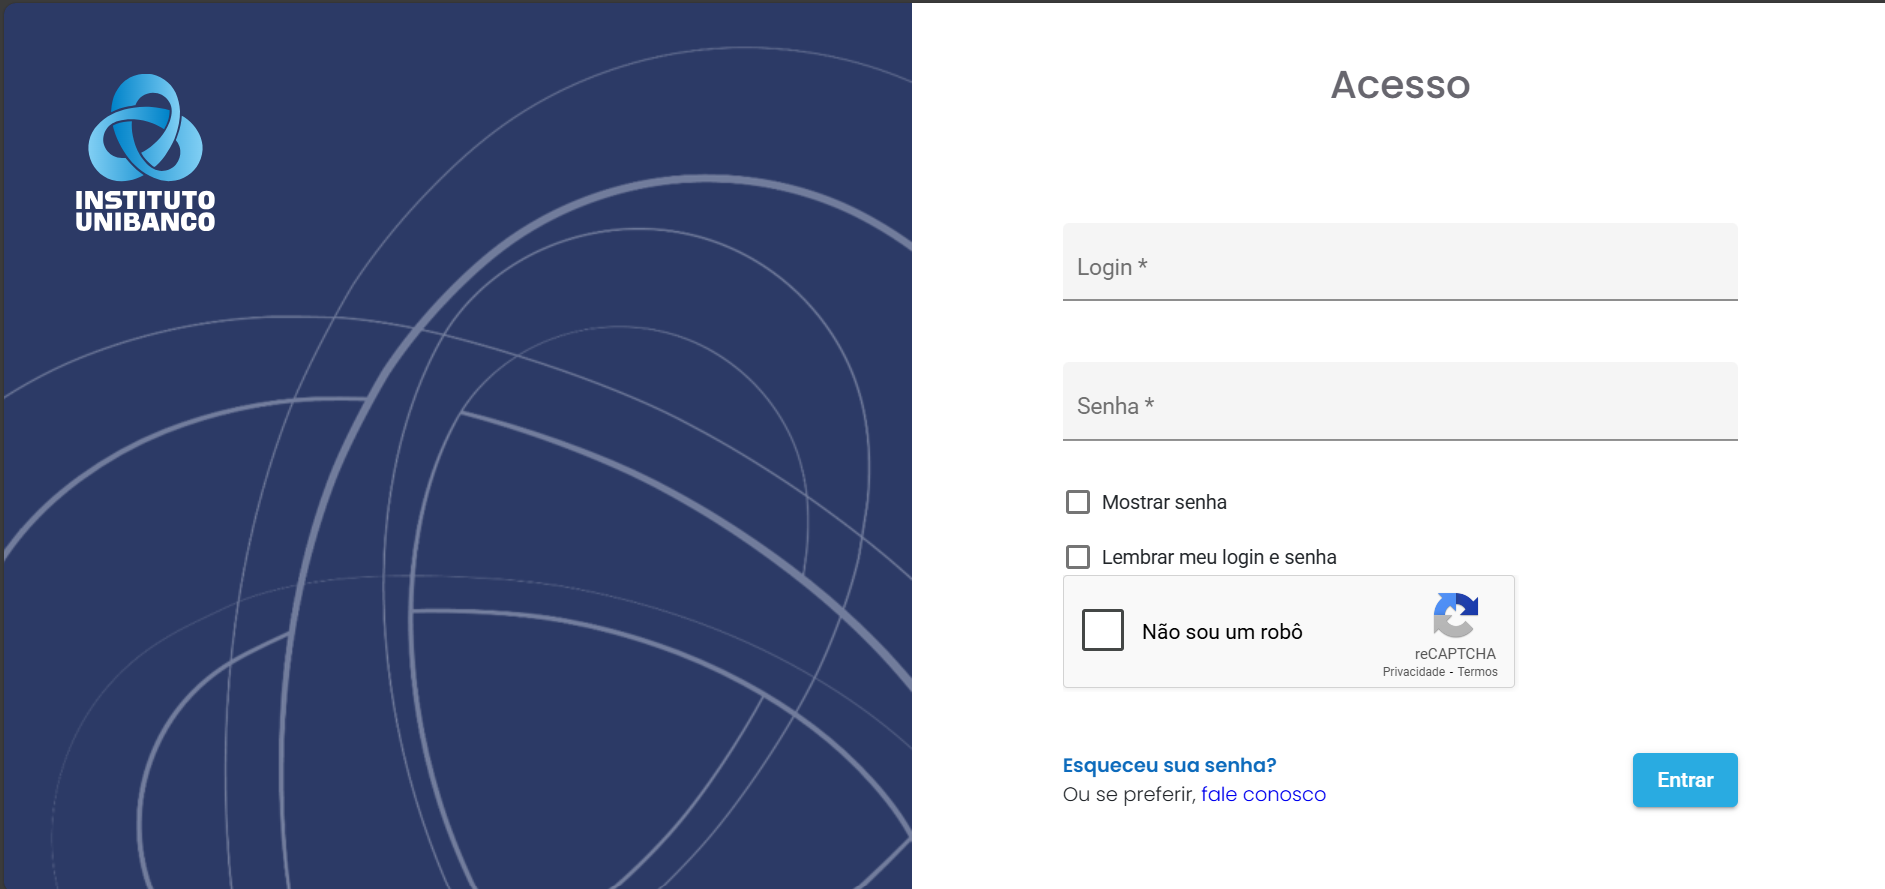 INSTITUTO
UNIBANCO
Acesso
Login *
Senha *
Mostrar senha
Lembrar meu login e senha
Não sou um robô
reCAPTCHA
Privacidade - Termos
Esqueceu sua senha?
Ou se preferir, fale conosco
Entrar